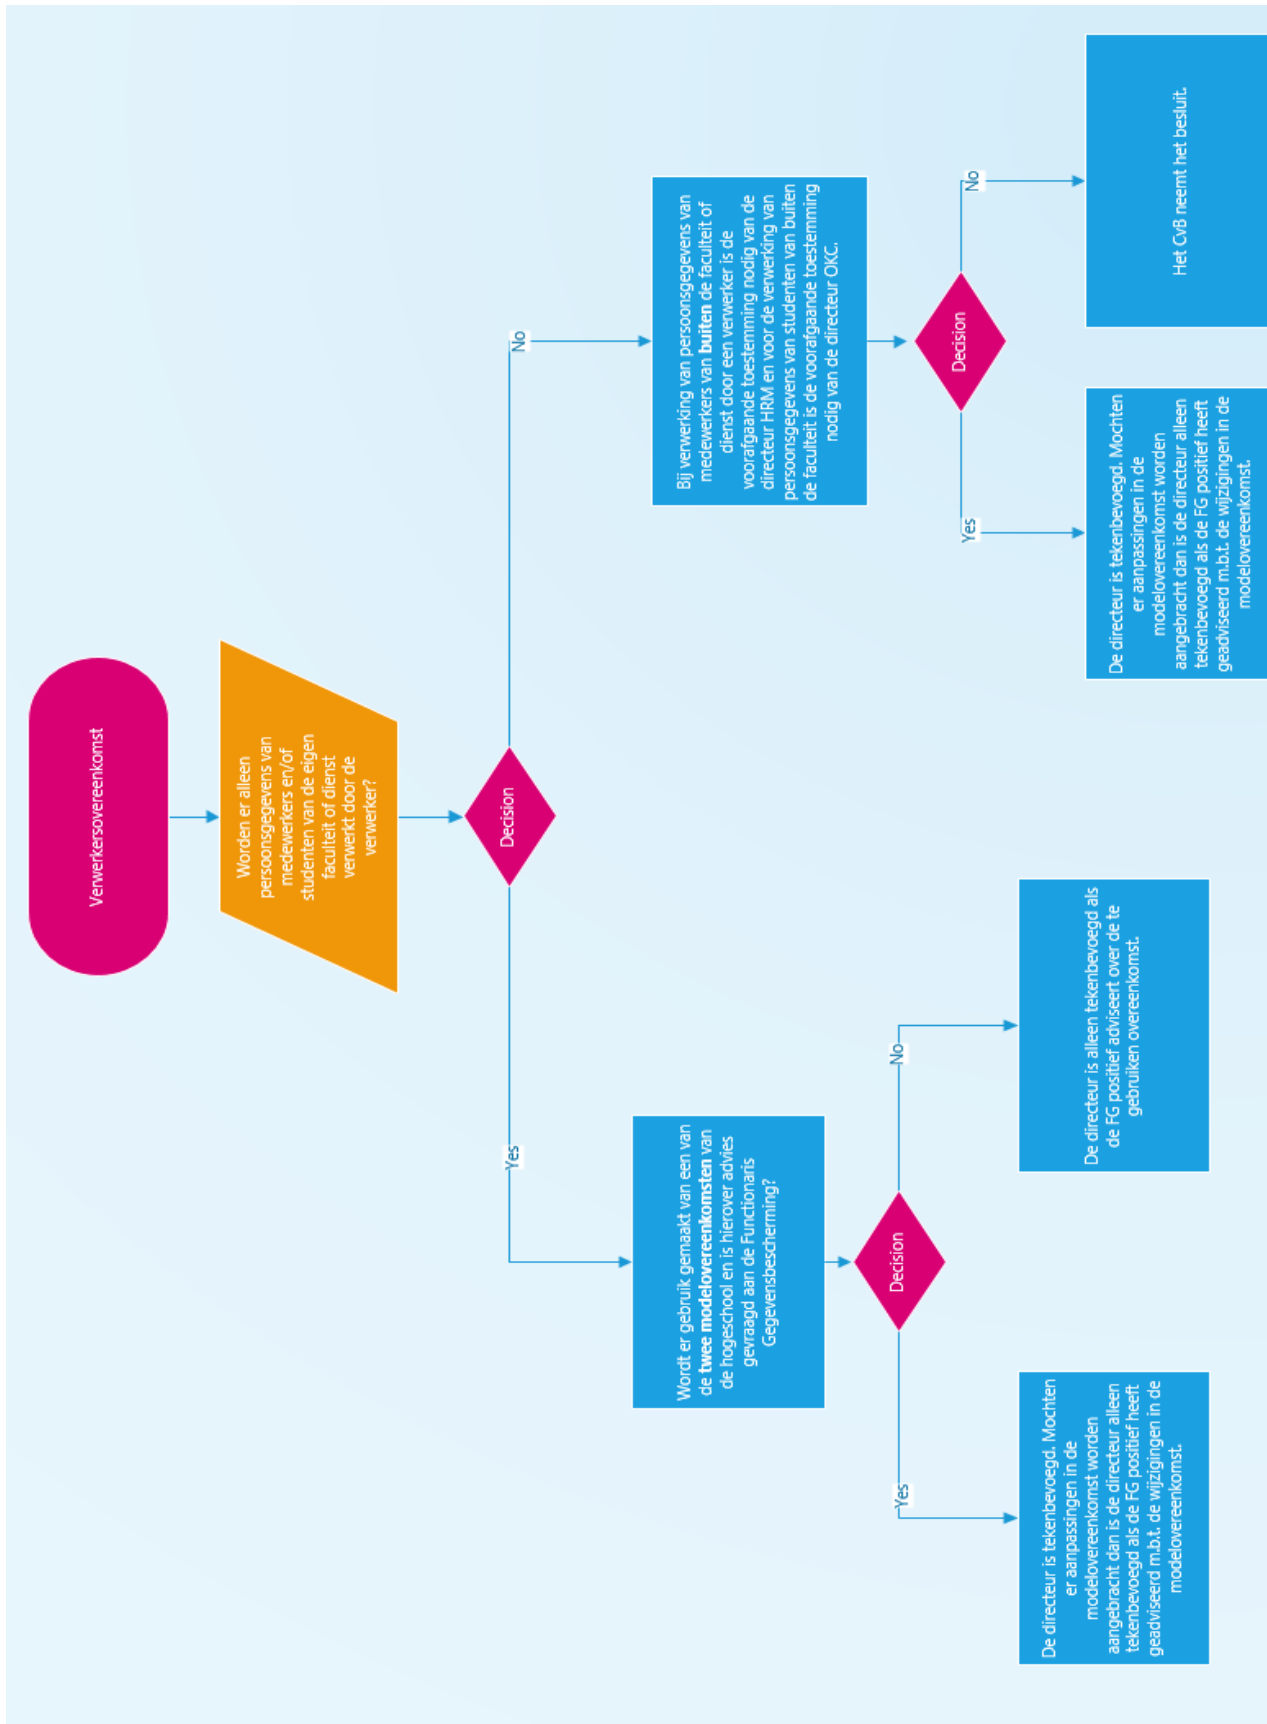 Verwerkersovereenkomst
Worden er alleen
persoonsgegevens van
medewerkers en/of
studenten van de eigen
faculteit of dienst
verwerkt door de
verwerker?
Decision
Yes
No
Wordt er gebruik gemaakt van een van
de twee modelovereenkomsten van
de hogeschool en is hierover advies
gevraagd aan de Functionaris
Gegevensbescherming?
Decision
Yes
No
De directeur is tekenbevoegd. Mochten
er aanpassingen in de
modelovereenkomst worden
aangebracht dan is de directeur alleen
tekenbevoegd als de FG positief heeft
geadviseerd m.b.t. de wijzigingen in de
modelovereenkomst.
De directeur is alleen tekenbevoegd als
de FG positief adviseert over de te
gebruiken overeenkomst.
Bij verwerking van persoonsgegevens van
medewerkers van buiten de faculteit of
dienst door een verwerker is de
voorafgaande toestemming nodig van de
directeur HRM en voor de verwerking van
persoonsgegevens van studenten van buiten
de faculteit is de voorafgaande toestemming
nodig van de directeur OKC.
Decision
Yes
No
De directeur is tekenbevoegd. Mochten
er aanpassingen in de
modelovereenkomst worden
aangebracht dan is de directeur alleen
tekenbevoegd als de FG positief heeft
geadviseerd m.b.t. de wijzigingen in de
modelovereenkomst.
Het CvB neemt het besluit.